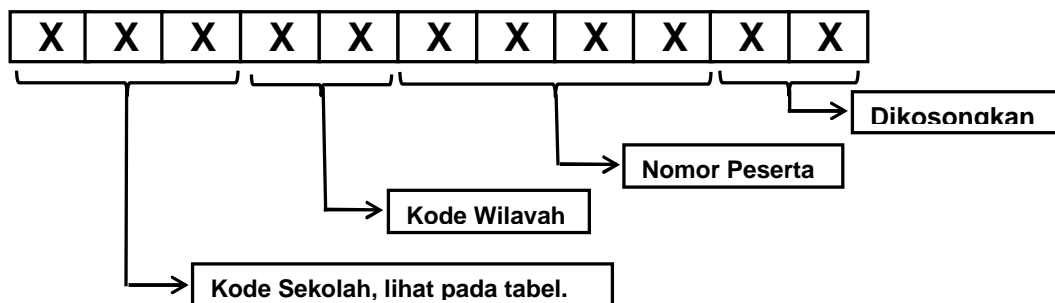 X X X X X X X X X X X
Dikosongkan
Nomor Peserta
Kode Wilayah
Kode Sekolah, lihat pada tabel.